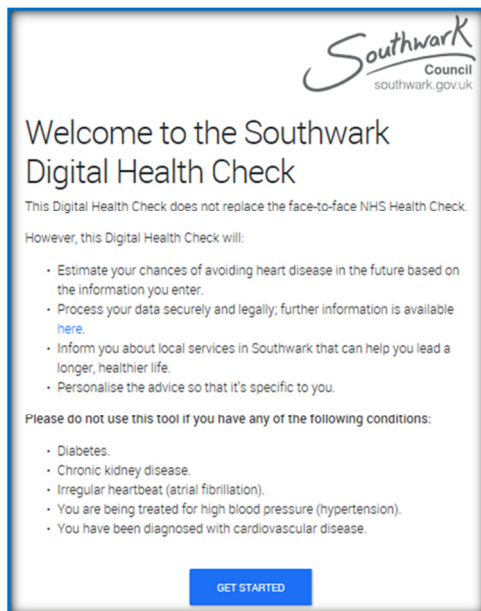 Southwark
Council
southwark.gov.uk
Welcome to the Southwark
Digital Health Check
This Digital Health Check does not replace the face-to-face NHS Health Check.
However, this Digital Health Check will:
• Estimate your chances of avoiding heart disease in the future based on
the information you enter.
• Process your data securely and legally; further information is available
here.
• Inform you about local services in Southwark that can help you lead a
longer, healthier life.
• Personalise the advice so that it's specific to you.
Please do not use this tool if you have any of the following conditions:
• Diabetes.
• Chronic kidney disease.
• Irregular heartbeat (atrial fibrillation).
• You are being treated for high blood pressure (hypertension).
• You have been diagnosed with cardiovascular disease.
GET STARTED